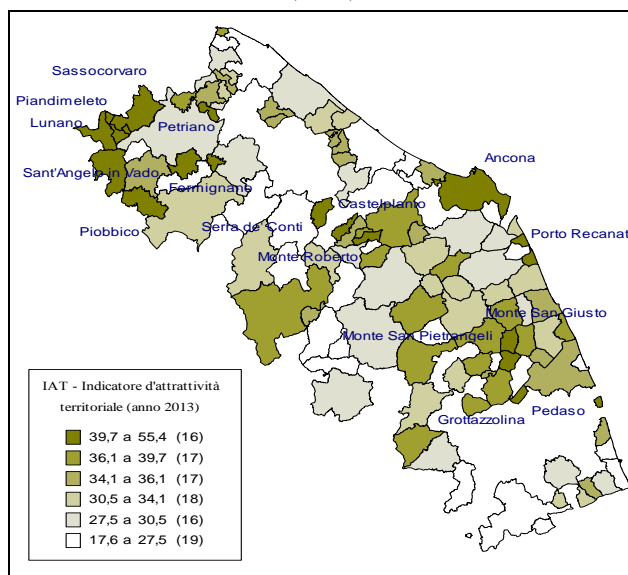 Sassocorvaro
Piandimeleto
Lunano
Petriano
Ancona
Sant'Angelo in Vado
Fermignano
Castelplanio
Piobbico
Serra de' Conti
Porto Recanat
Monte Roberto
Monte San Giusto
Monte San Pietrangeli
Grottazzolina
Pedaso
IAT - Indicatore d'attrattività
territoriale (anno 2013)
39,7 a 55,4 (16)
36,1 a 39,7 (17)
34,1 a 36,1 (17)
30,5 a 34,1 (18)
27,5 a 30,5 (16)
17,6 a 27,5 (19)